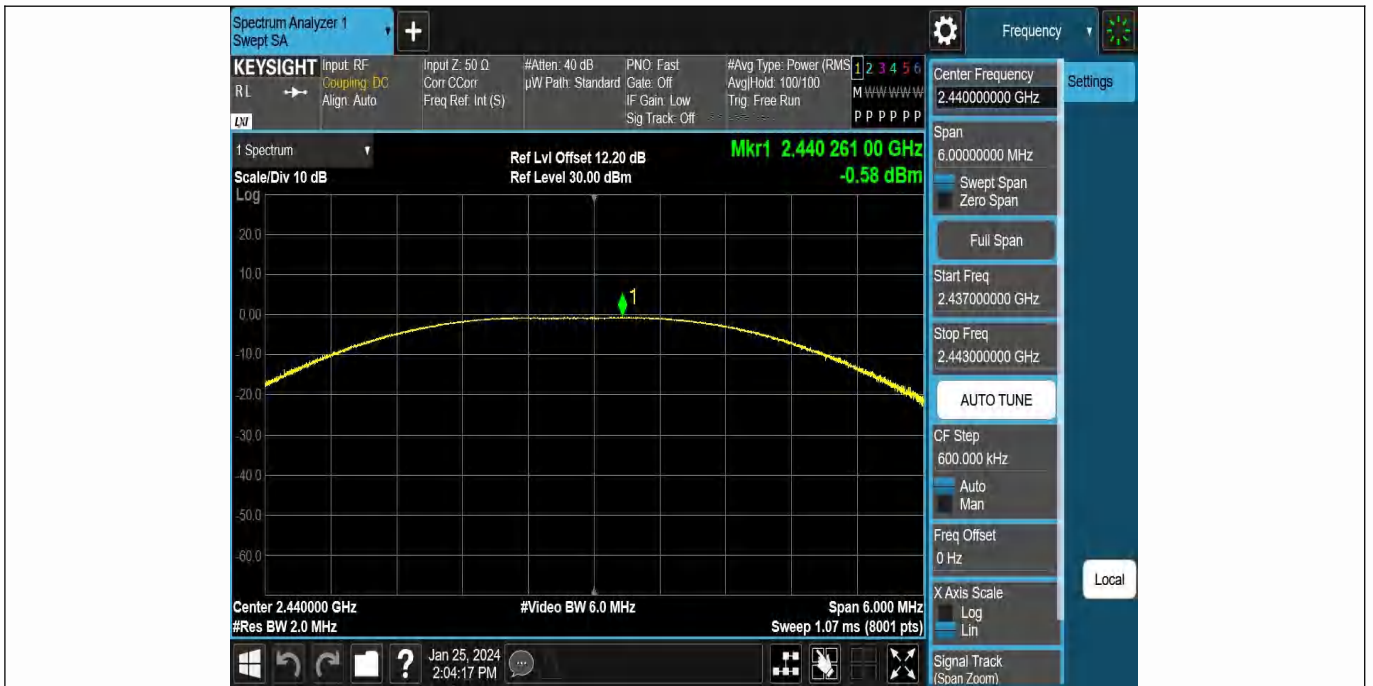 Spectrum Analyzer 1
Swept SA
+
Frequency
KEYSIGHT
RL
LXI
Input: RF
Coupling: DC
Align: Auto
Input Z: 50 Ω
Corr CCorr
Freq Ref: Int (S)
#Atten: 40 dB
µW Path: Standard
PNO: Fast
Gate: Off
IF Gain: Low
Sig Track: Off
#Avg Type: Power (RMS
Avg|Hold: 100/100
Trig: Free Run
1 2 3 4 5 6
M W W W W W
P P P P P P
1 Spectrum
Scale/Div 10 dB
Log
Ref Lvl Offset 12.20 dB
Ref Level 30.00 dBm
Mkr1 2.440 261 00 GHz
-0.58 dBm
20.0
10.0
0.00
-10.0
-20.0
-30.0
-40.0
-50.0
-60.0
1
Center 2.440000 GHz
#Res BW 2.0 MHz
#Video BW 6.0 MHz
Span 6.000 MHz
Sweep 1.07 ms (8001 pts)
Center Frequency
2.440000000 GHz
Settings
Span
6.00000000 MHz
Swept Span
Zero Span
Full Span
Start Freq
2.437000000 GHz
Stop Freq
2.443000000 GHz
AUTO TUNE
CF Step
600.000 kHz
Auto
Man
Freq Offset
0 Hz
X Axis Scale
Log
Lin
Signal Track
(Span Zoom)
Local
?
Jan 25, 2024
2:04:17 PM